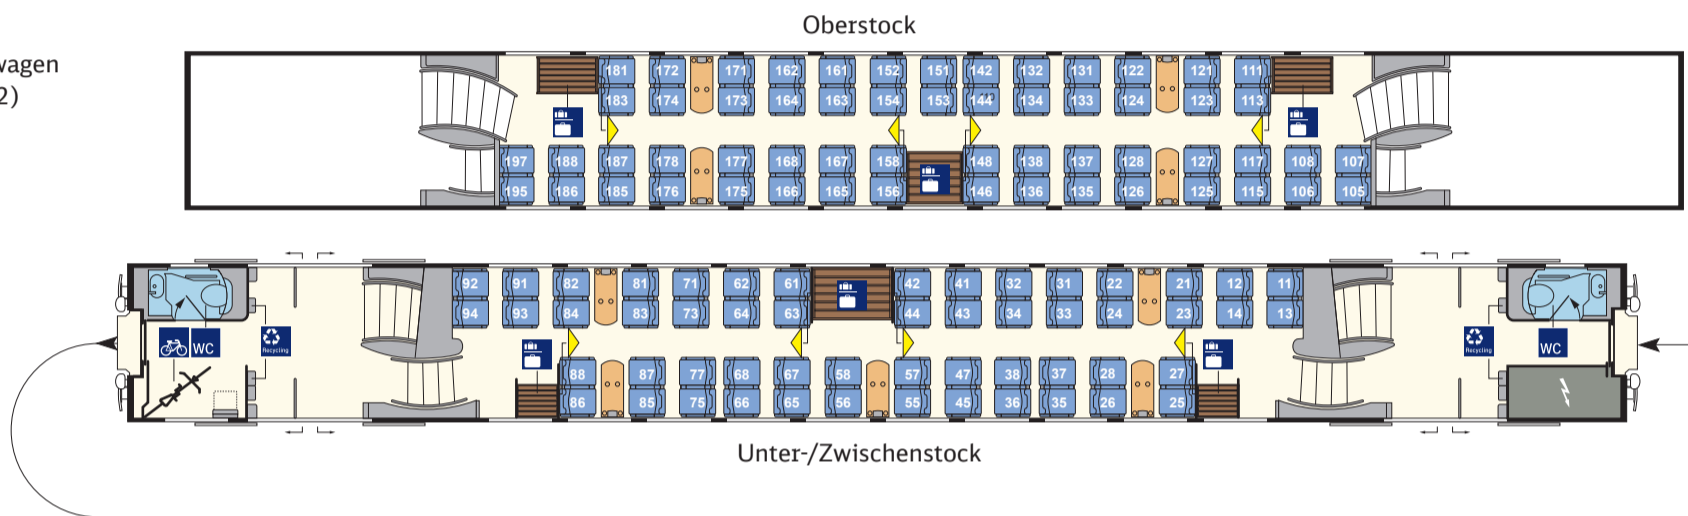 Oberstock
wagen
2)
181 172 171 162 161 152 151 142 132 131 122 121 111
183 174 173 164 163 154 153 144 134 133 124 123 113
197 188 187 178 177 168 167 158 148 138 137 128 127 117 108 107
195 186 185 176 175 166 165 156 146 136 135 126 125 115 106 105
92 91 82 81 71 62 61 42 41 32 31 22 21 12 11
94 93 84 83 73 64 63 44 43 34 33 24 23 14 13
WC Recycling Recycling WC
88 87 77 68 67 58 57 47 38 37 28 27
86 85 75 66 65 56 55 45 36 35 26 25
Unter-/Zwischenstock